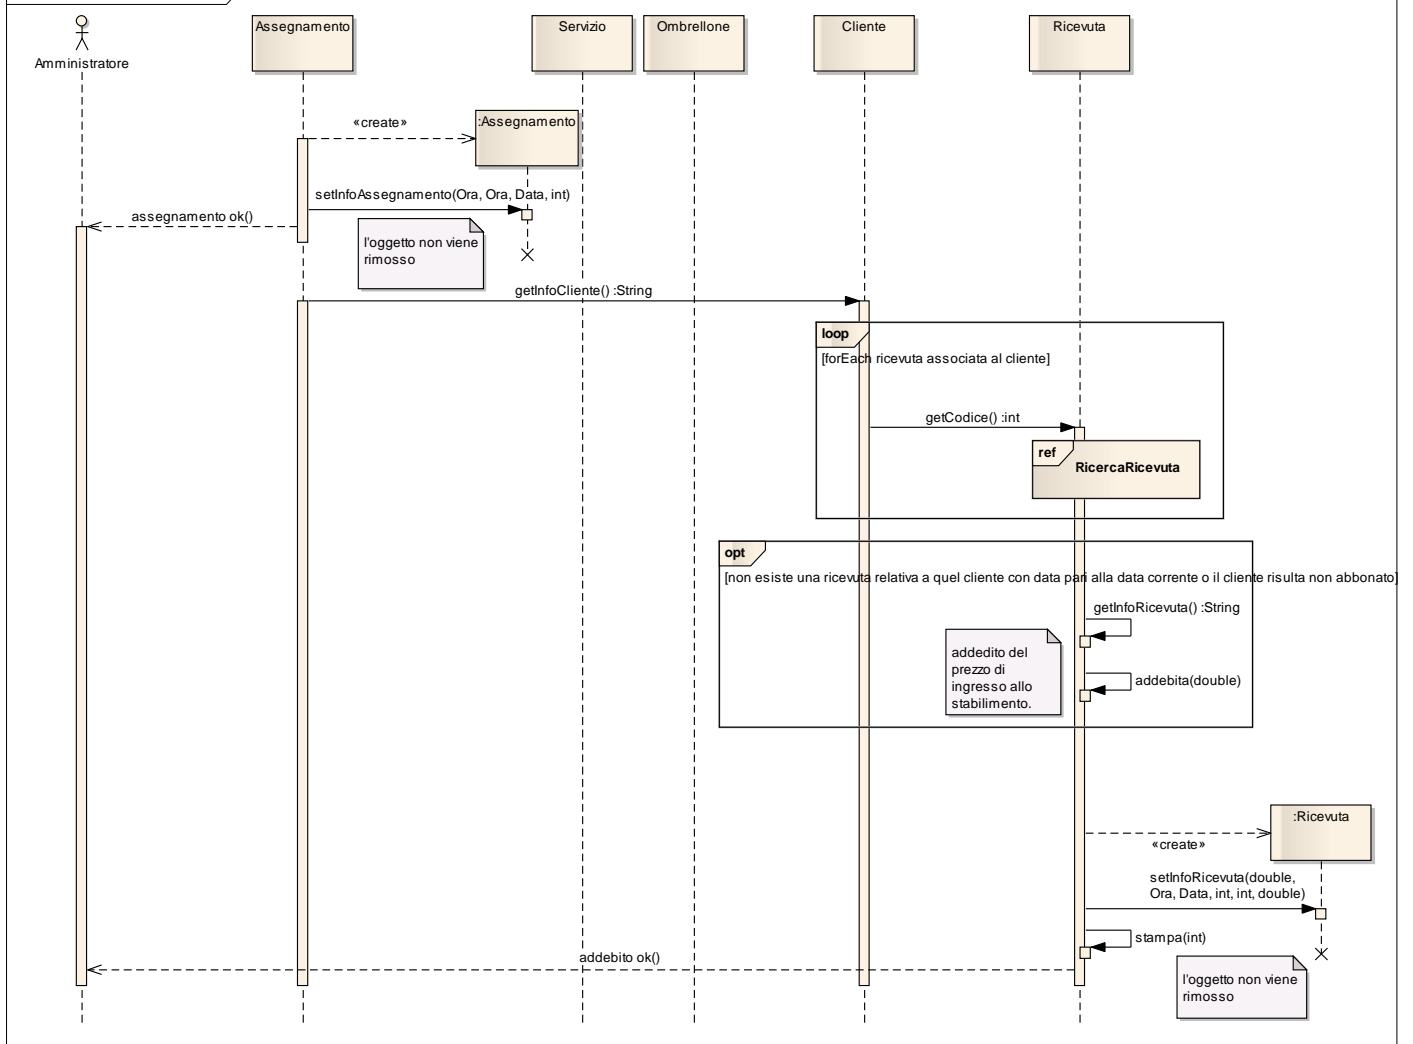 Amministratore
Assegnamento
Servizio
Ombrellone
Cliente
Ricevuta
«create»
:Assegnamento
setInfoAssegnamento(Ora, Ora, Data, int)
assegnamento ok()
l'oggetto non viene
rimosso
getInfoCliente() :String
loop
[forEach ricevuta associata al cliente]
getCodice() :int
ref
RicercaRicevuta
opt
[non esiste una ricevuta relativa a quel cliente con data pari alla data corrente o il cliente risulta non abbonato]
getInfoRicevuta() :String
addedito del
prezzo di
ingresso allo
stabilimento.
addebita(double)
:Ricevuta
«create»
setInfoRicevuta(double,
Ora, Data, int, int, double)
stampa(int)
addebito ok()
l'oggetto non viene
rimosso